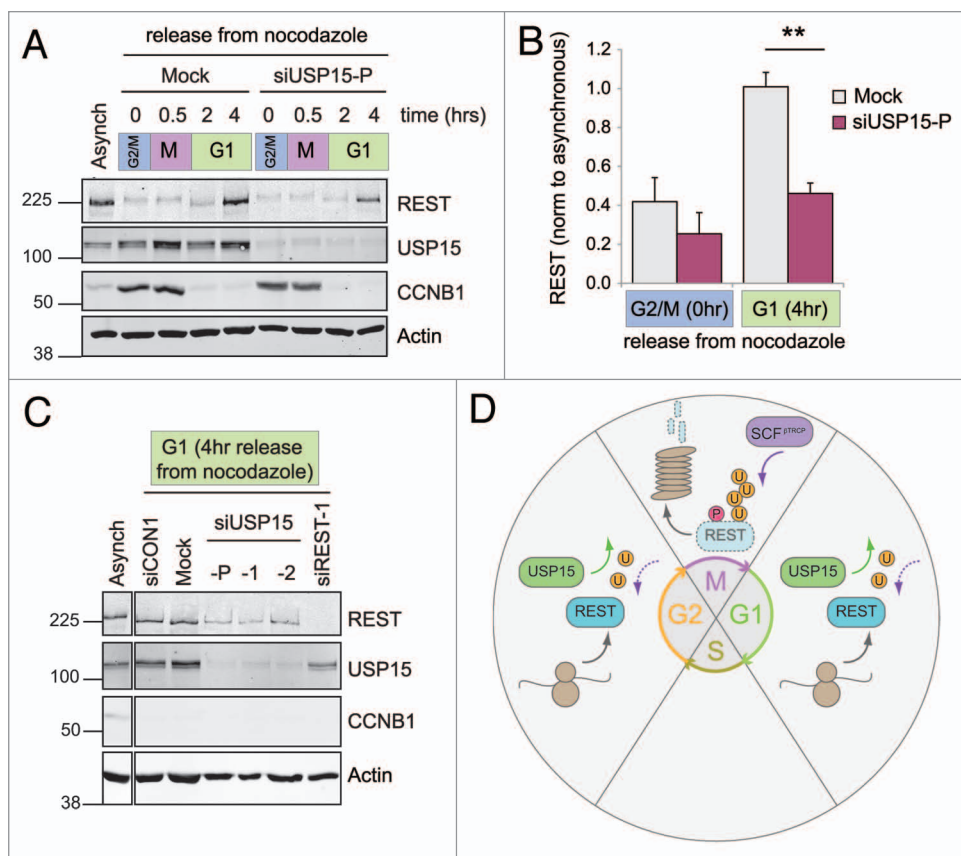 A
release from nocodazole
Mock siUSP15-P
Asynch 0 0.5 2 4 0 0.5 2 4 time (hrs)
G2/M M G1 G2/M M G1
225 REST
100 USP15
50 CCNB1
Actin
38
B
**
1.2
1.0
0.8
0.6
0.4
0.2
0.0
REST (norm to asynchronous)
Mock
siUSP15-P
G2/M (0hr) G1 (4hr)
release from nocodazole
C
G1 (4hr release
from nocodazole)
siUSP15
Asynch siCON1 Mock -P -1 -2 siREST-1
225 REST
100 USP15
50 CCNB1
Actin
38
D
SCF βTRCP
U
U
U
U
P
REST
USP15 U
U
REST
USP15 U
U
REST
M
G2 G1
S